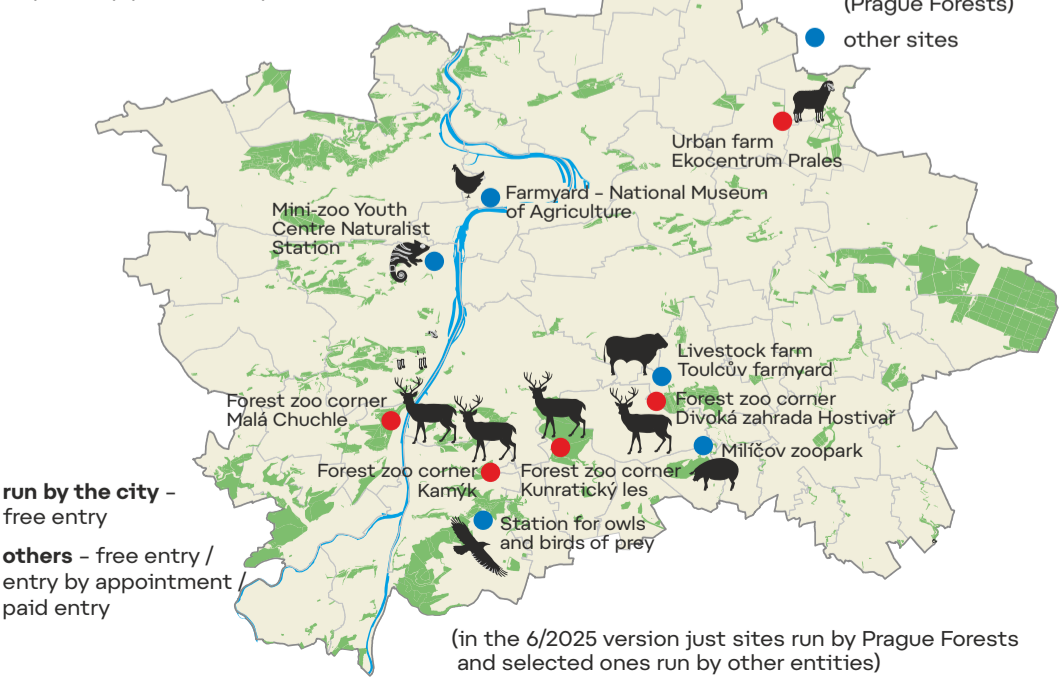 (Prague Forests)
other sites
Urban farm
Ekocentrum Prales
Farmyard – National Museum
of Agriculture
Mini-zoo Youth
Centre Naturalist
Station
Livestock farm
Toulcův farmyard
Forest zoo corner
Malá Chuchle
Forest zoo corner
Divoká zahrada Hostivař
Milíčov zoopark
Forest zoo corner
Kamýk
Forest zoo corner
Kunratický les
run by the city –
free entry
others – free entry /
entry by appointment /
paid entry
Station for owls
and birds of prey
(in the 6/2025 version just sites run by Prague Forests
and selected ones run by other entities)